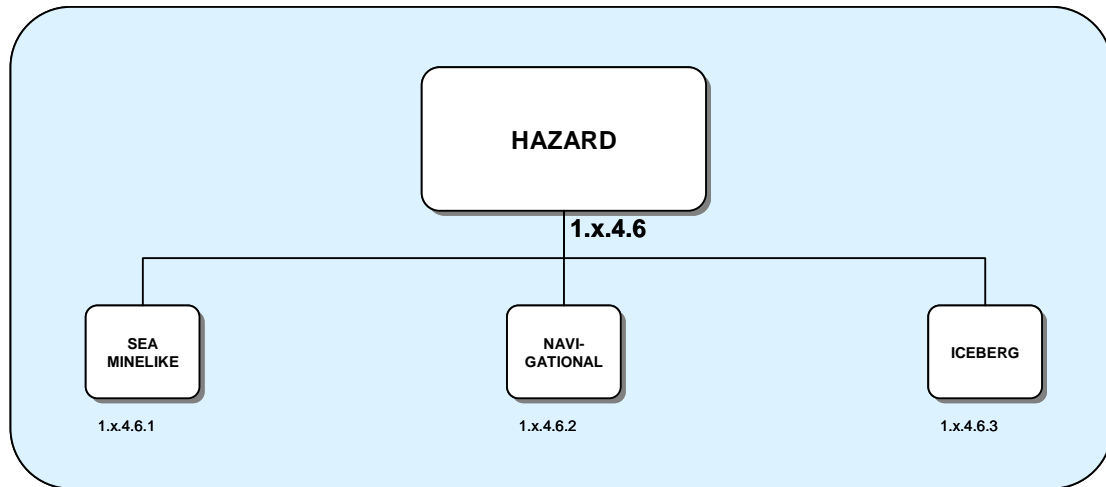 HAZARD
1.x.4.6
SEA
MINELIKE
NAVI-
GATIONAL
ICEBERG
1.x.4.6.1
1.x.4.6.2
1.x.4.6.3